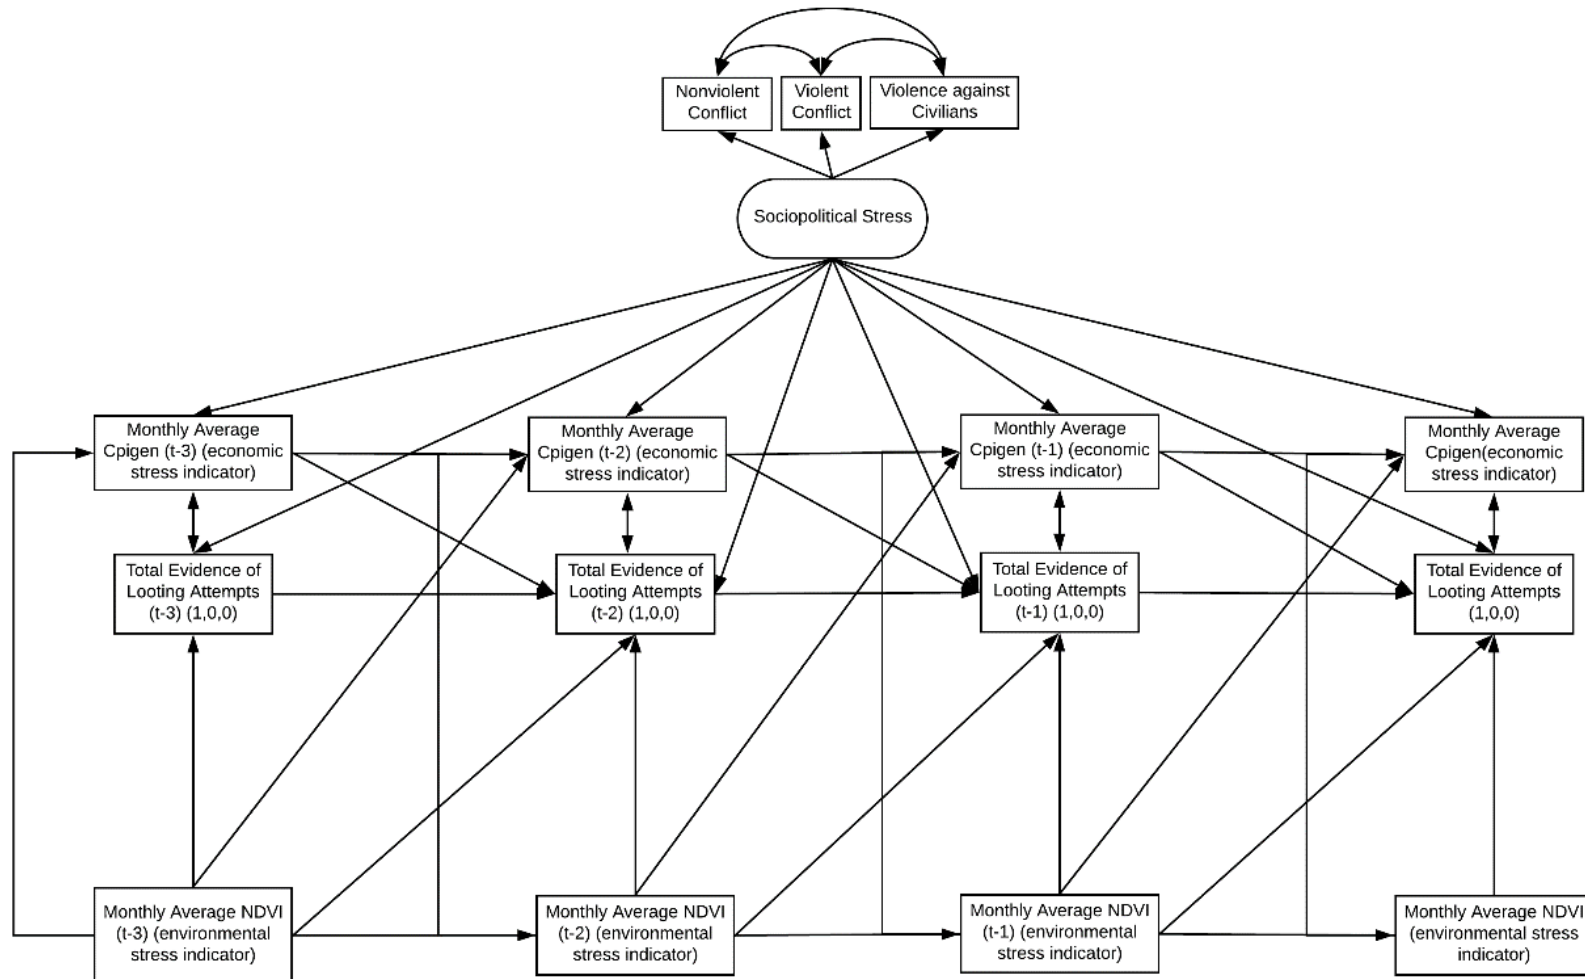 Nonviolent
Conflict
Violent
Conflict
Violence against
Civilians
Sociopolitical Stress
Monthly Average
Cpigen (t-3) (economic
stress indicator)
Monthly Average
Cpigen (t-2) (economic
stress indicator)
Monthly Average
Cpigen (t-1) (economic
stress indicator)
Monthly Average
Cpigen(economic
stress indicator)
Total Evidence of
Looting Attempts
(t-3) (1,0,0)
Total Evidence of
Looting Attempts
(t-2) (1,0,0)
Total Evidence of
Looting Attempts
(t-1) (1,0,0)
Total Evidence of
Looting Attempts
(1,0,0)
Monthly Average NDVI
(t-3) (environmental
stress indicator)
Monthly Average NDVI
(t-2) (environmental
stress indicator)
Monthly Average NDVI
(t-1) (environmental
stress indicator)
Monthly Average NDVI
(environmental stress
indicator)